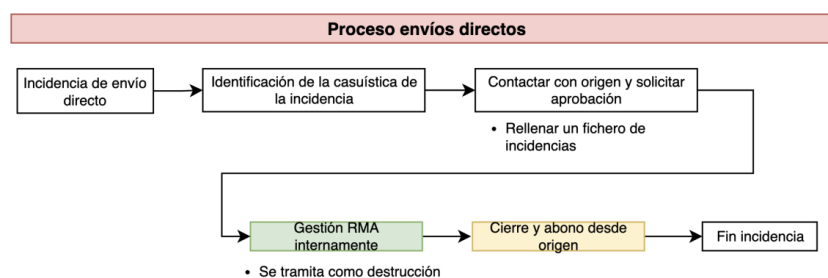 Proceso envíos directos
Incidencia de envío
directo
Identificación de la casuística de
la incidencia
Contactar con origen y solicitar
aprobación
• Rellenar un fichero de
incidencias
Gestión RMA
internamente
• Se tramita como destrucción
Cierre y abono desde
origen
Fin incidencia